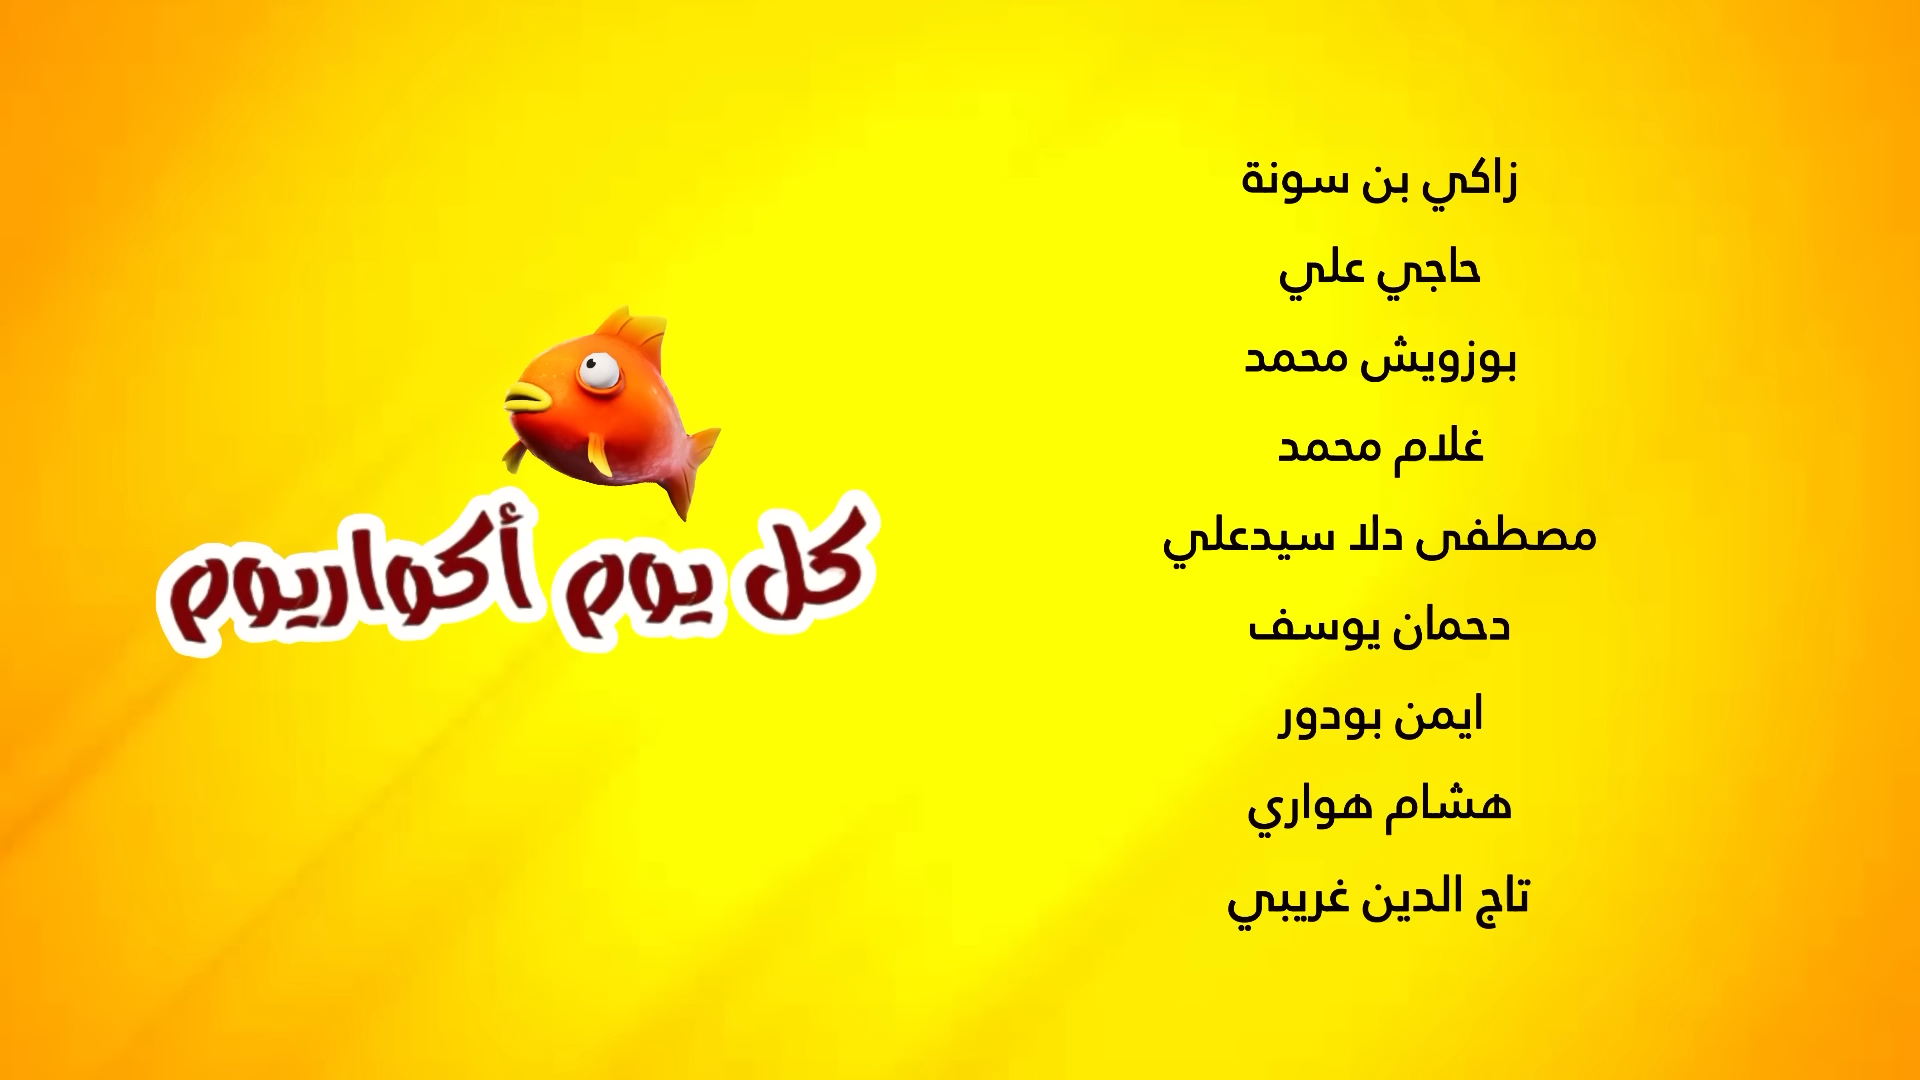 كل يوم أكواريوم
زاكي بن سونة
حاجي علي
بوزويش محمد
غلام محمد
مصطفى دلا سيدعلي
دحمان يوسف
ايمن بودور
هشام هواري
تاج الدين غريبي